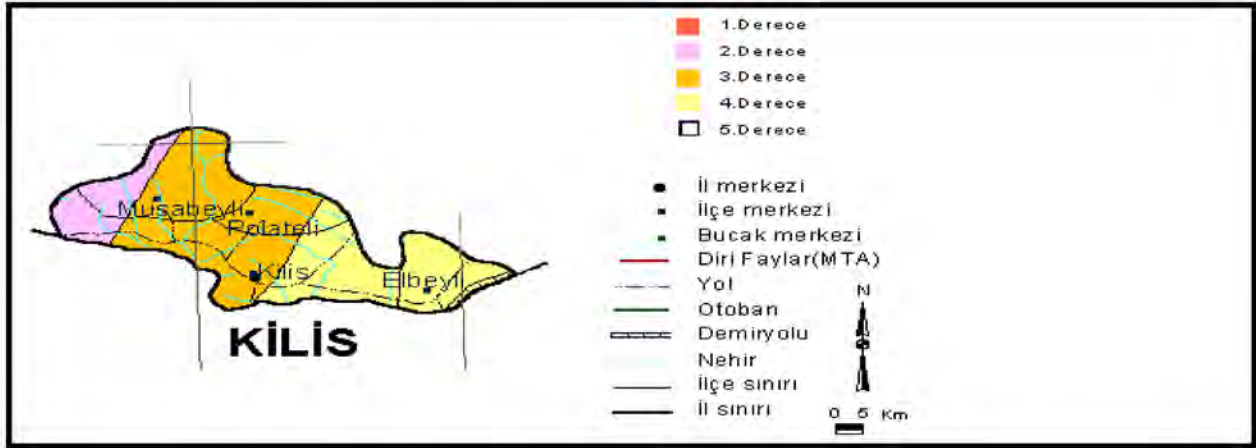 1.Derece
2.Derece
3.Derece
4.Derece
5.Derece
Musabeyli
Polateli
Kilis
Elbeyli
KİLİS
İl merkezi
İlçe merkezi
Bucak merkezi
Diri Faylar(MTA)
Yol
Otoban
Demiryolu
Nehir
İlçe sınırı
İl sınırı
N
0 5 Km